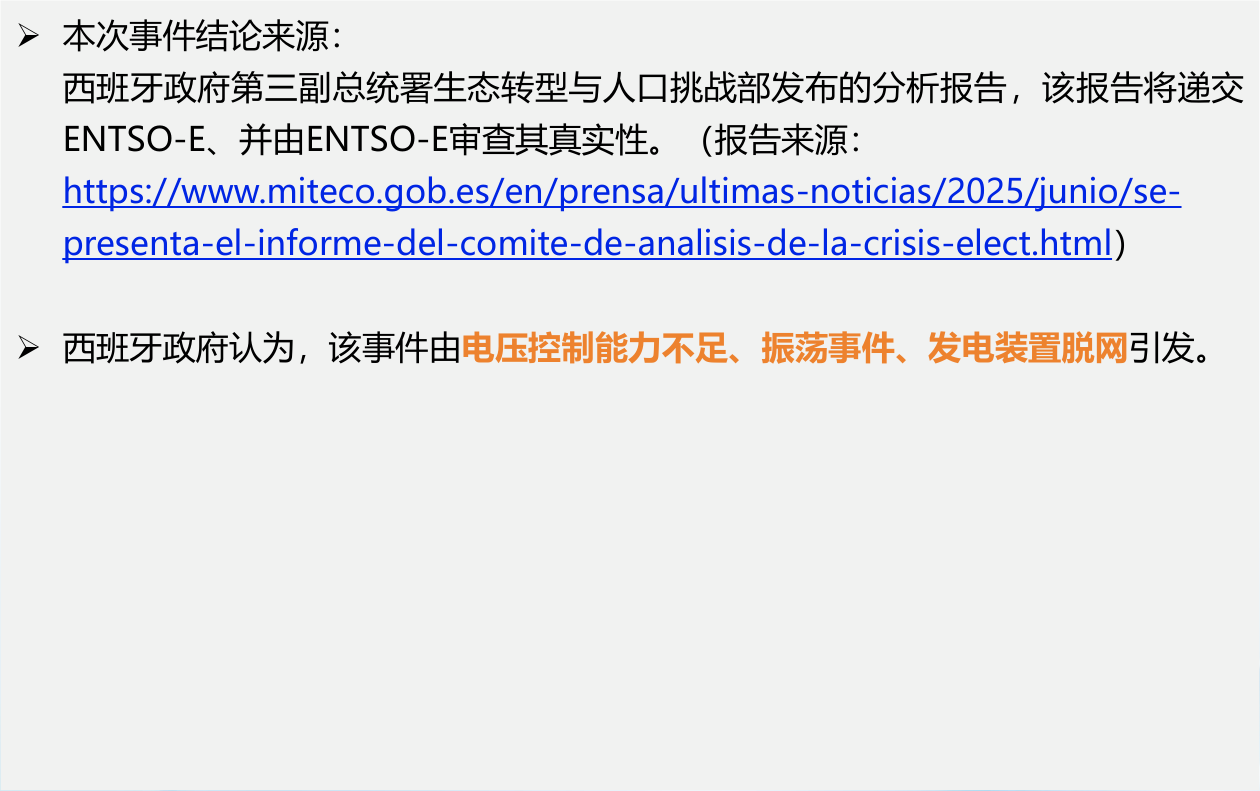 ➢ 本次事件结论来源：
西班牙政府第三副总统署生态转型与人口挑战部发布的分析报告，该报告将递交
ENTSO-E、并由ENTSO-E审查其真实性。（报告来源：
https://www.miteco.gob.es/en/prensa/ultimas-noticias/2025/junio/se-
presenta-el-informe-del-comite-de-analisis-de-la-crisis-elect.html）
➢ 西班牙政府认为，该事件由电压控制能力不足、振荡事件、发电装置脱网引发。